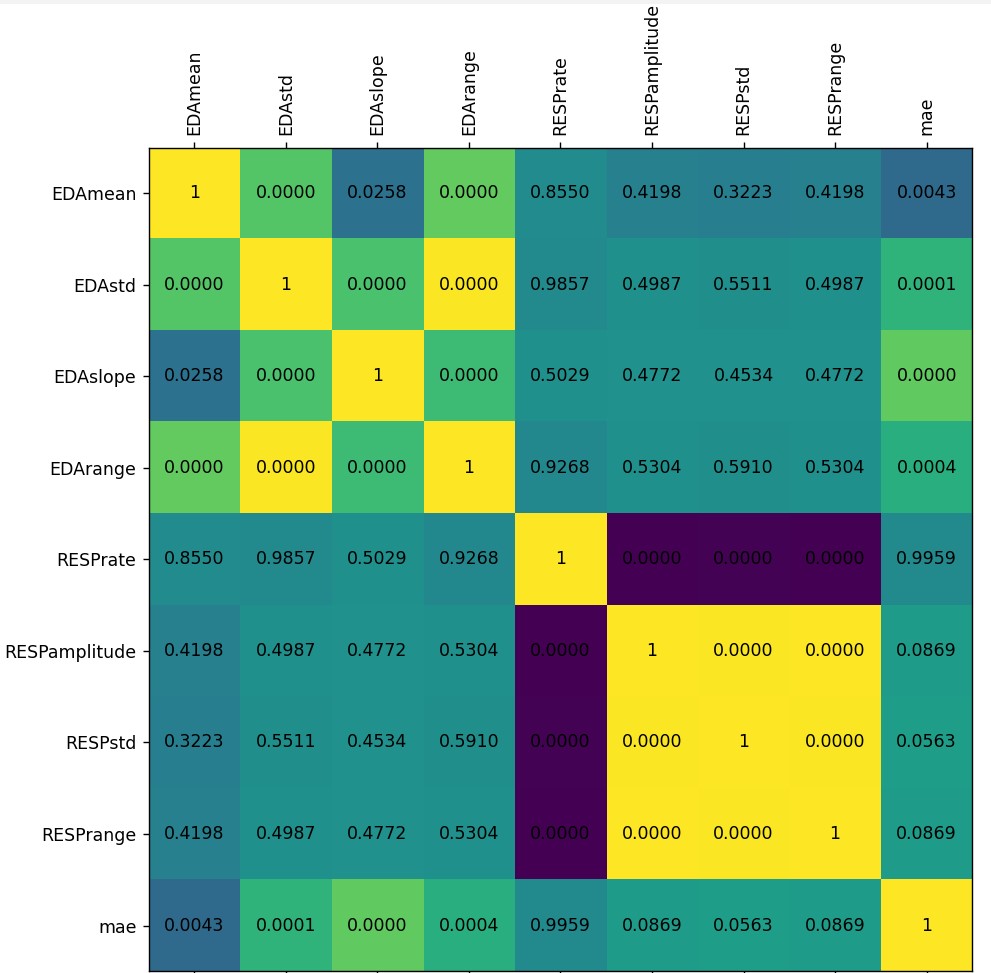 EDAmean EDAstd EDAslope EDArange RESPrate RESPamplitude RESPstd RESPrange mae
EDAmean 1 0.0000 0.0258 0.0000 0.8550 0.4198 0.3223 0.4198 0.0043
EDAstd 0.0000 1 0.0000 0.0000 0.9857 0.4987 0.5511 0.4987 0.0001
EDAslope 0.0258 0.0000 1 0.0000 0.5029 0.4772 0.4534 0.4772 0.0000
EDArange 0.0000 0.0000 0.0000 1 0.9268 0.5304 0.5910 0.5304 0.0004
RESPrate 0.8550 0.9857 0.5029 0.9268 1 0.0000 0.0000 0.0000 0.9959
RESPamplitude 0.4198 0.4987 0.4772 0.5304 0.0000 1 0.0000 0.0000 0.0869
RESPstd 0.3223 0.5511 0.4534 0.5910 0.0000 0.0000 1 0.0000 0.0563
RESPrange 0.4198 0.4987 0.4772 0.5304 0.0000 0.0000 0.0000 1 0.0869
mae 0.0043 0.0001 0.0000 0.0004 0.9959 0.0869 0.0563 0.0869 1